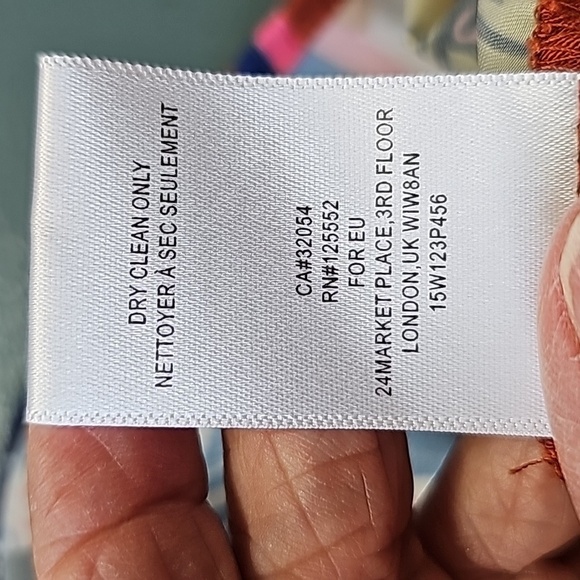 DRY CLEAN ONLY
NETTOYER À SEC SEULEMENT
CA#32054
RN#125552
FOR EU
24MARKET PLACE,3RD FLOOR
LONDON,UK WIW8AN
15W123P456